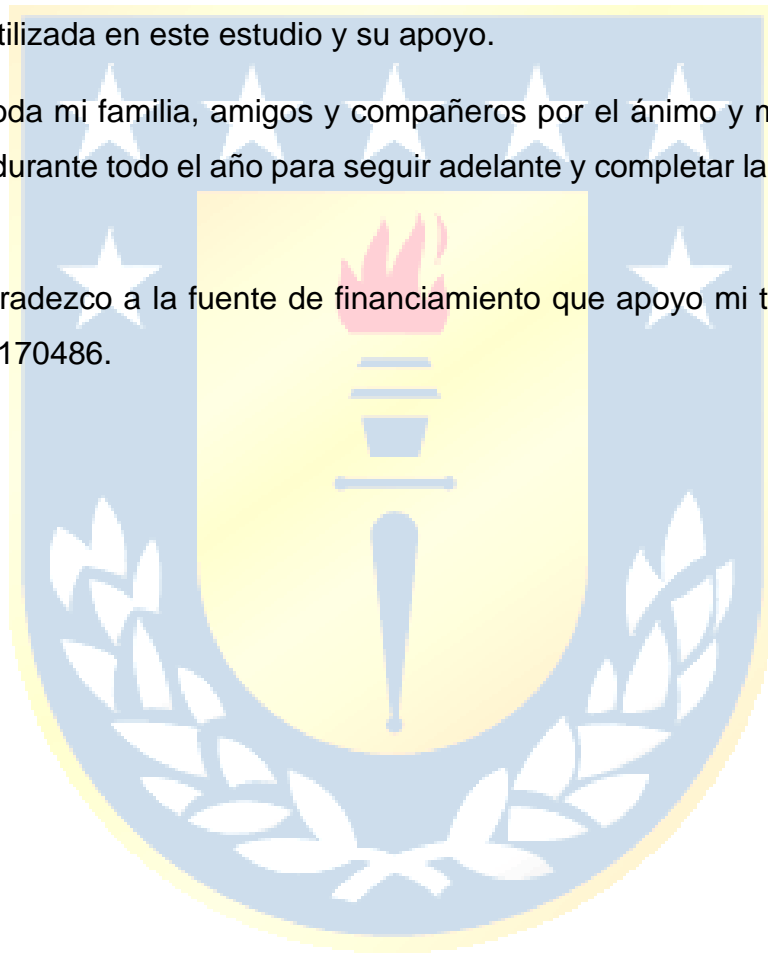 tilizada en este estudio y su apoyo.
oda mi familia, amigos y compañeros por el ánimo y
durante todo el año para seguir adelante y completar la
radezco a la fuente de financiamiento que apoyo mi
170486.